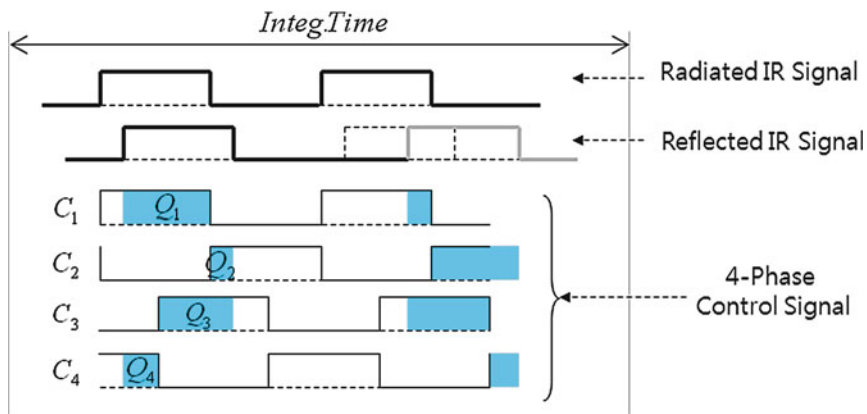 Integ.Time
Radiated IR Signal
Reflected IR Signal
C1 Q1
C2 Q2
C3 Q3
C4 Q4
4-Phase
Control Signal